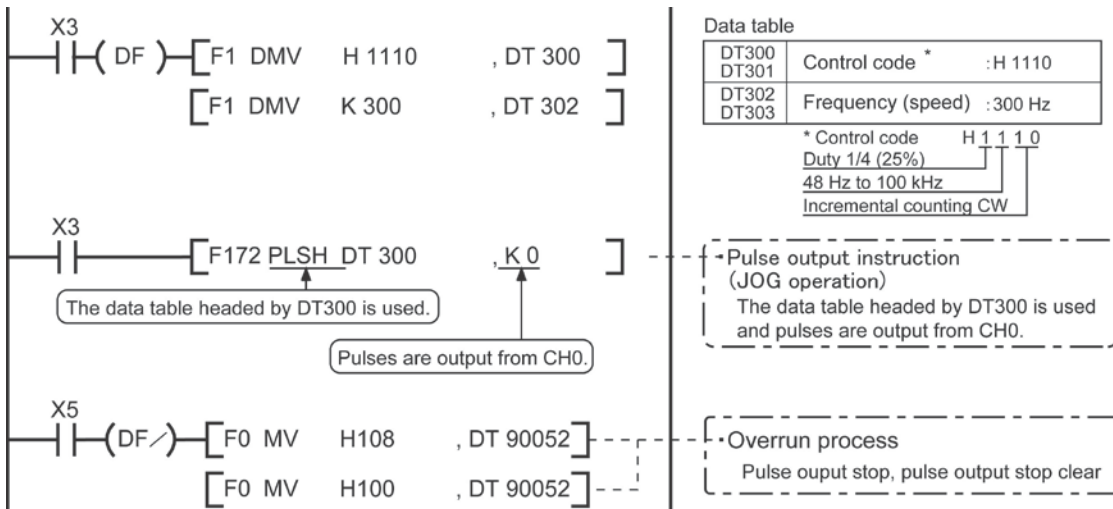 X3
( DF ) [F1 DMV H 1110 , DT 300 ]
[F1 DMV K 300 , DT 302 ]
X3
[F172 PLSH DT 300 , K 0 ]
The data table headed by DT300 is used.
Pulses are output from CH0.
X5
(DF/) [F0 MV H108 , DT 90052]
[F0 MV H100 , DT 90052]
Data table
DT300
DT301
Control code * : H 1110
DT302
DT303
Frequency (speed) : 300 Hz
* Control code H 1 1 1 0
Duty 1/4 (25%)
48 Hz to 100 kHz
Incremental counting CW
Pulse output instruction
(JOG operation)
The data table headed by DT300 is used
and pulses are output from CH0.
Overrun process
Pulse ouput stop, pulse output stop clear